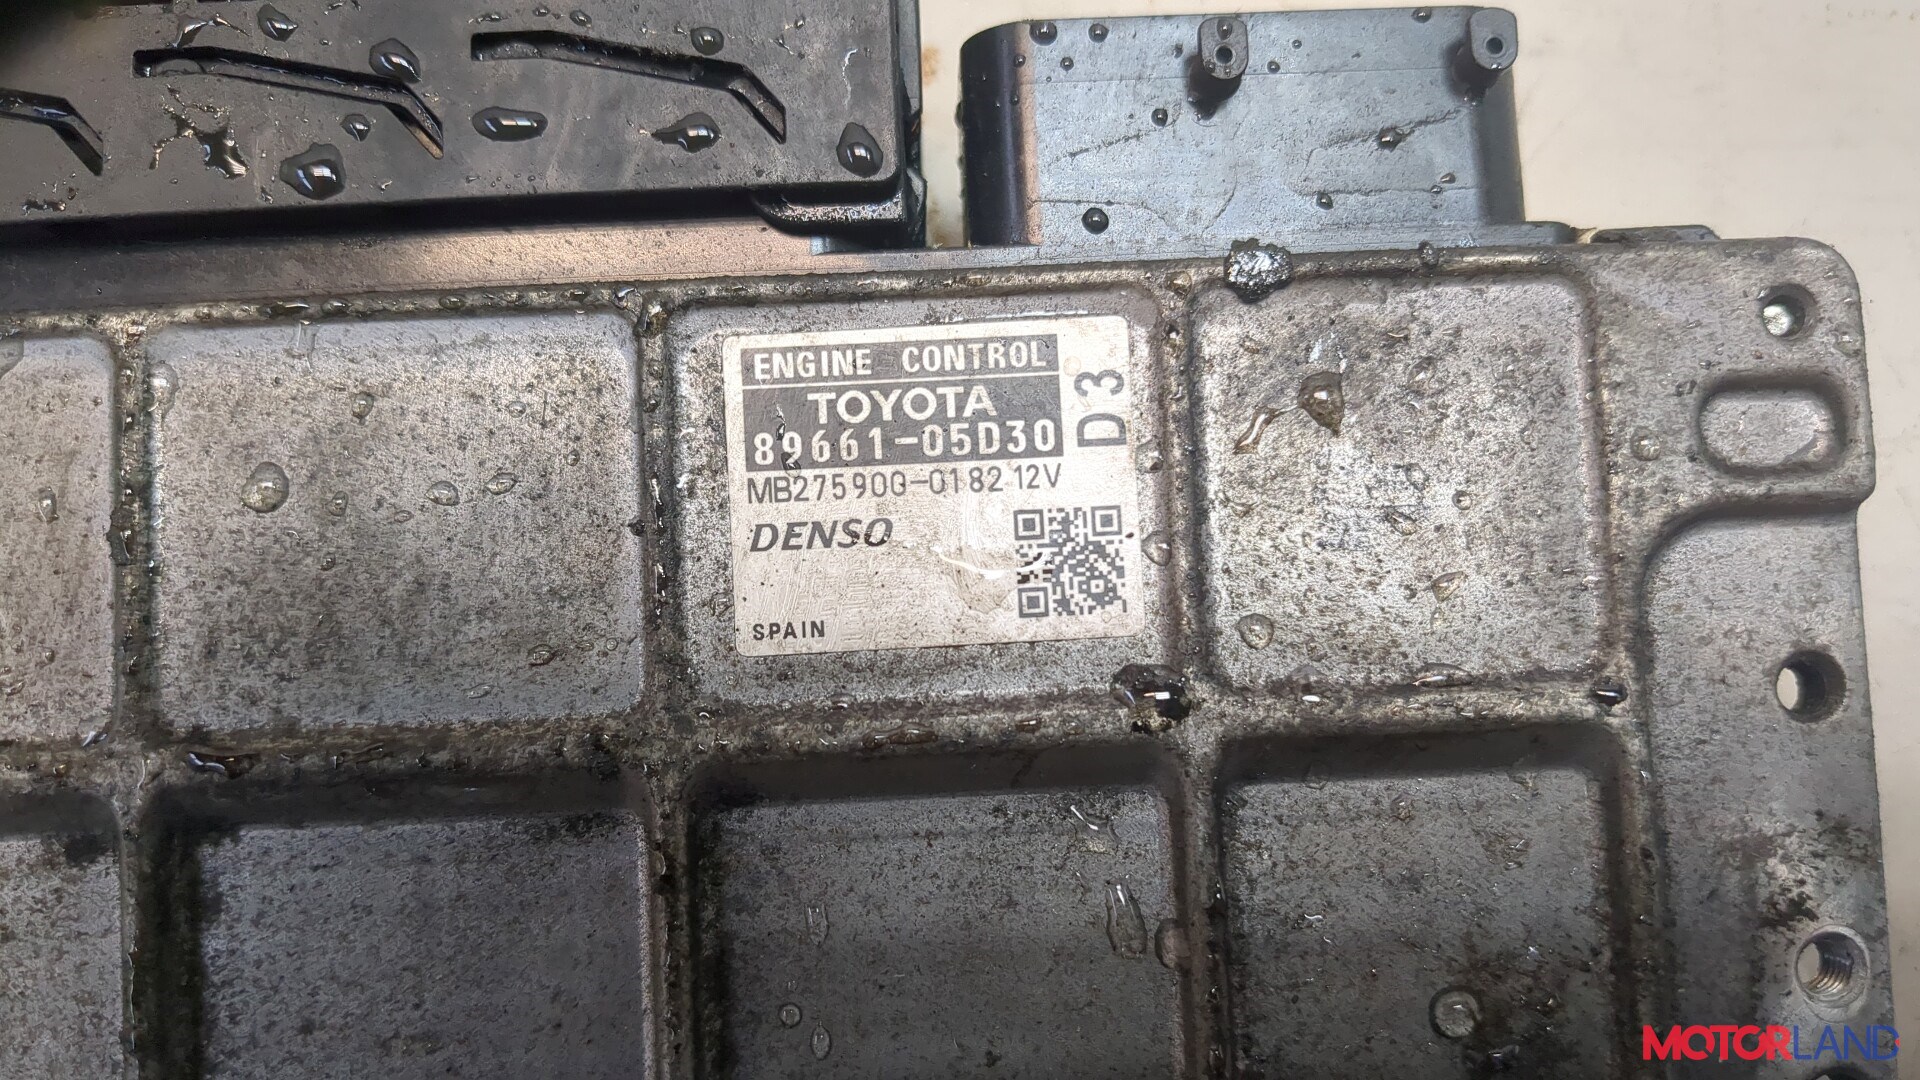 ENGINE CONTROL
TOYOTA
89661-05D30
D3
MB275900-0182 12V
DENSO
SPAIN
MOTORLAND